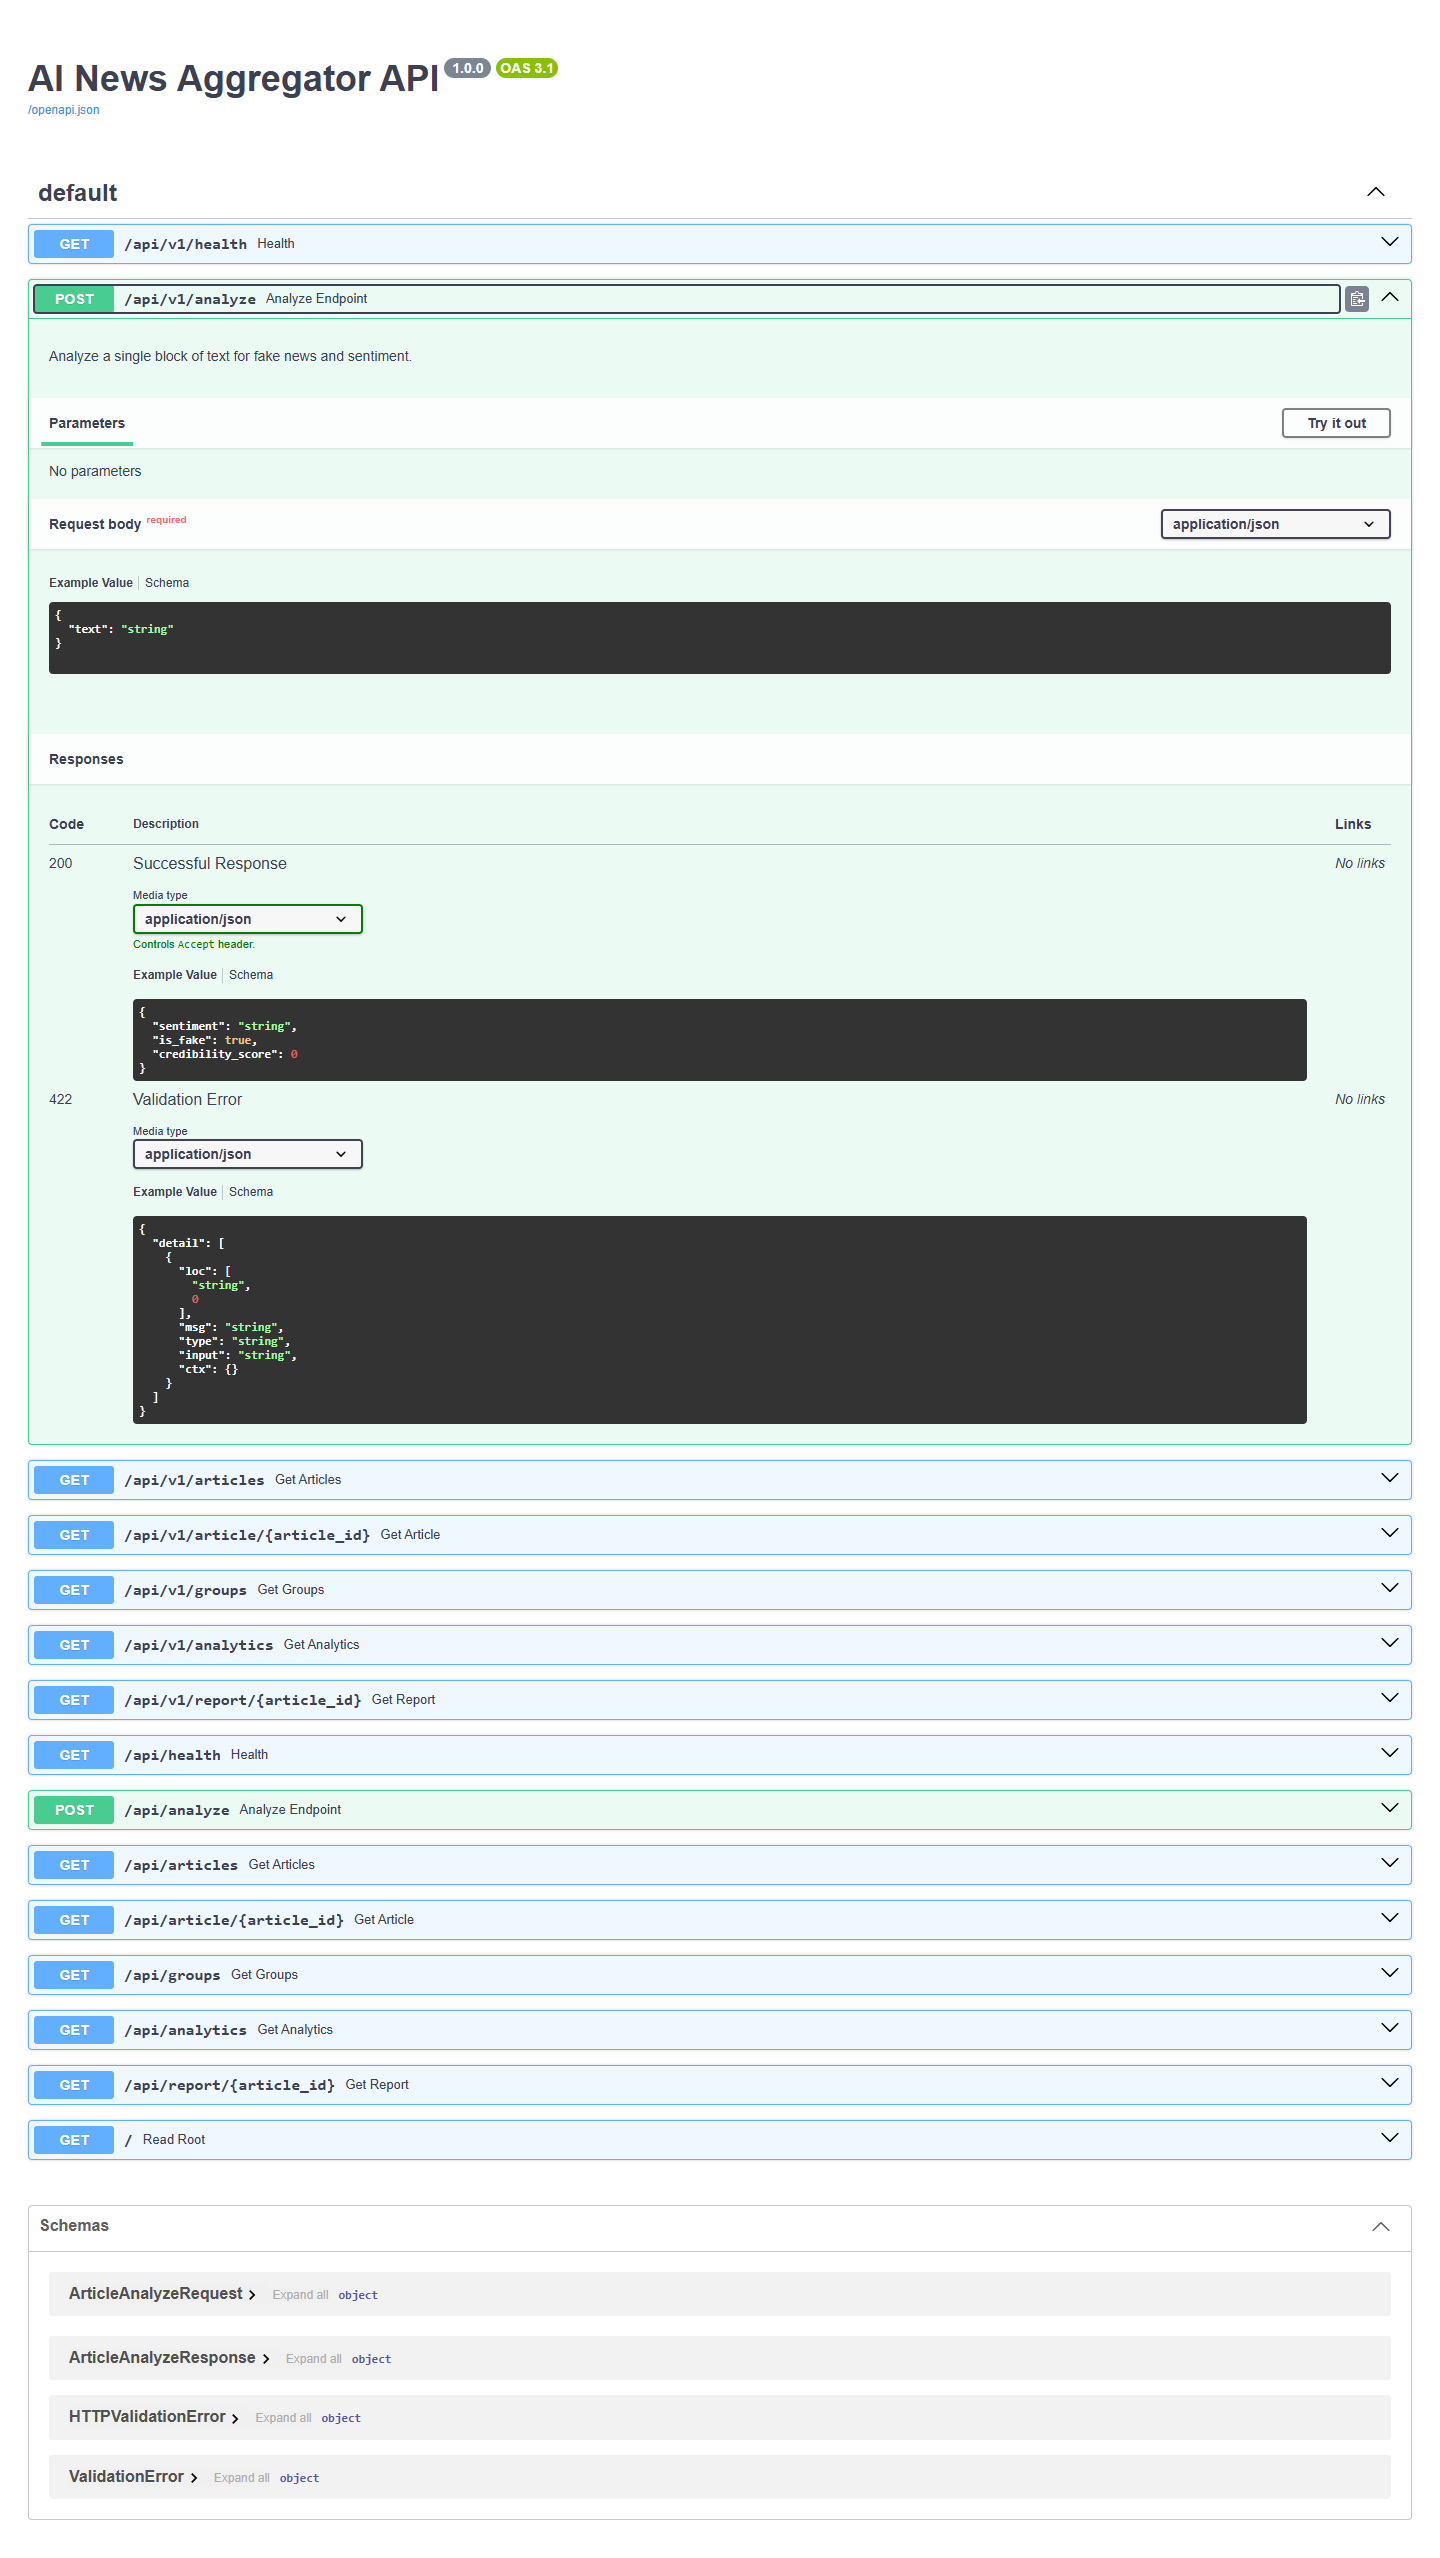 AI News Aggregator API 1.0.0 OAS 3.1
/openapi.json
default
GET /api/v1/health Health
POST /api/v1/analyze Analyze Endpoint
Analyze a single block of text for fake news and sentiment.
Parameters Try it out
No parameters
Request body required application/json
Example Value Schema
{
  "text": "string"
}
Responses
Code Description Links
200 Successful Response No links
Media type
application/json
Controls Accept header.
Example Value Schema
{
  "sentiment": "string",
  "is_fake": true,
  "credibility_score": 0
}
422 Validation Error No links
Media type
application/json
Example Value Schema
{
  "detail": [
    {
      "loc": [
        "string",
        0
      ],
      "msg": "string",
      "type": "string",
      "input": "string",
      "ctx": {}
    }
  ]
}
GET /api/v1/articles Get Articles
GET /api/v1/article/{article_id} Get Article
GET /api/v1/groups Get Groups
GET /api/v1/analytics Get Analytics
GET /api/v1/report/{article_id} Get Report
GET /api/health Health
POST /api/analyze Analyze Endpoint
GET /api/articles Get Articles
GET /api/article/{article_id} Get Article
GET /api/groups Get Groups
GET /api/analytics Get Analytics
GET /api/report/{article_id} Get Report
GET / Read Root
Schemas
ArticleAnalyzeRequest Expand all object
ArticleAnalyzeResponse Expand all object
HTTPValidationError Expand all object
ValidationError Expand all object